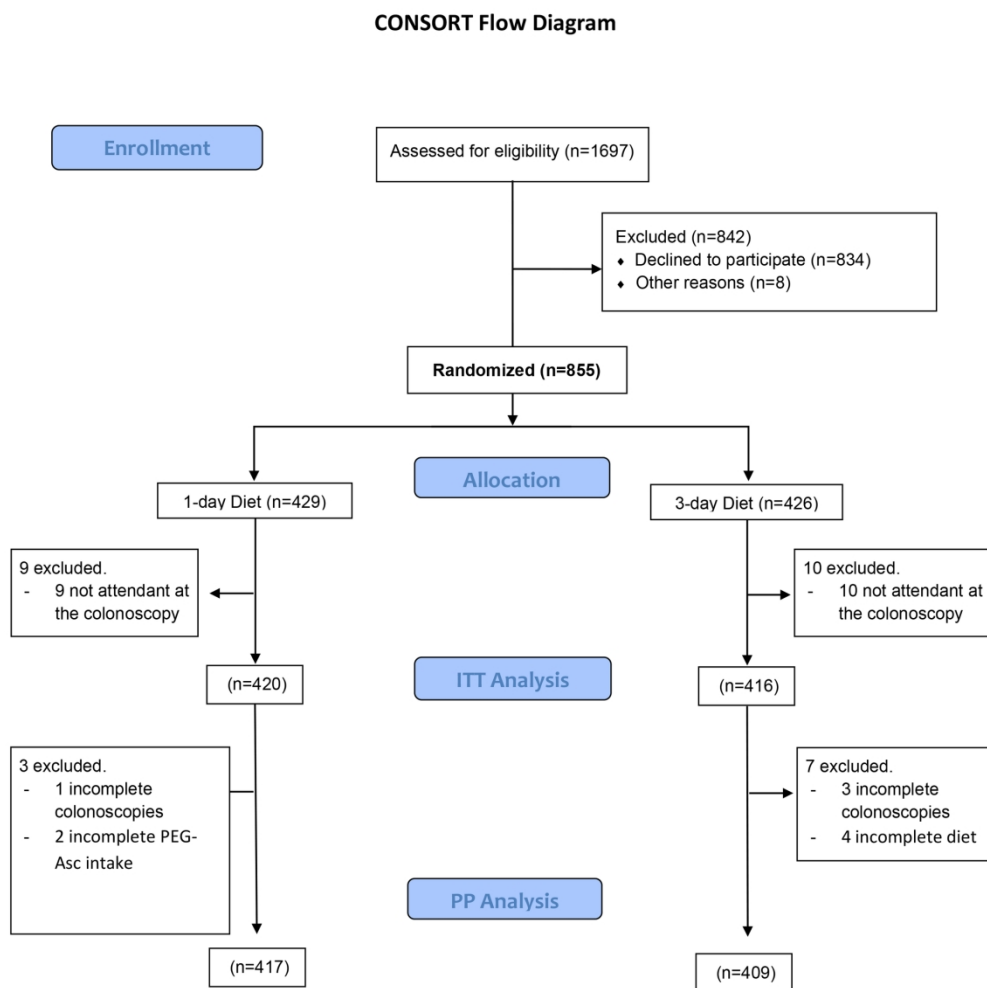 CONSORT Flow Diagram
Enrollment
Assessed for eligibility (n=1697)
Excluded (n=842)
♦ Declined to participate (n=834)
♦ Other reasons (n=8)
Randomized (n=855)
Allocation
1-day Diet (n=429)
3-day Diet (n=426)
9 excluded.
- 9 not attendant at
the colonoscopy
10 excluded.
- 10 not attendant at
the colonoscopy
ITT Analysis
(n=420)
(n=416)
3 excluded.
- 1 incomplete
colonoscopies
- 2 incomplete PEG-
Asc intake
7 excluded.
- 3 incomplete
colonoscopies
- 4 incomplete diet
PP Analysis
(n=417)
(n=409)